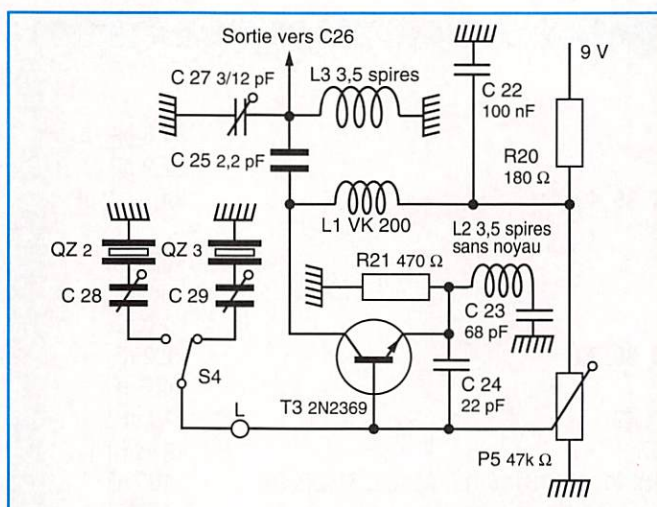 Sortie vers C26
9 V
C 27 3/12 pF
L3 3,5 spires
C 22
100 nF
R20
180 Ω
C 25 2,2 pF
L1 VK 200
L2 3,5 spires
sans noyau
QZ 2
QZ 3
R21 470 Ω
C 28
C 29
C 23
68 pF
S4
C 24
22 pF
T3 2N2369
L
P5 47k Ω